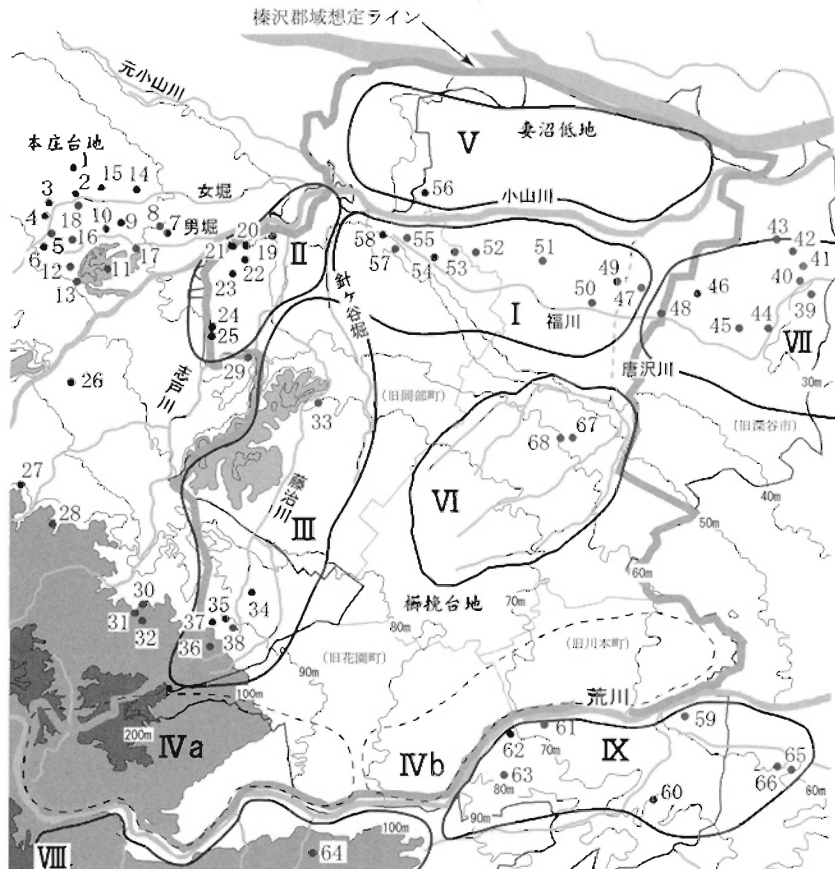 榛沢郡域想定ライン
元小山川
本庄台地
1
2
15
14
女堀
3
4
18
10
9
8
7
男堀
5
16
6
12
11
17
13
20
21
19
22
23
Ⅱ
24
25
29
志戸川
26
Ⅴ
妻沼低地
56
小山川
58
55
57
54
53
52
51
49
50
47
Ⅰ
福川
針ヶ谷堀
43
42
41
40
39
48
46
45
44
Ⅶ
唐沢川
30m
(旧岡部町)
(旧深谷市)
33
68
67
Ⅵ
藤治川
Ⅲ
27
28
40m
50m
60m
30
31
32
35
34
37
38
36
櫛挽台地
70m
80m
(旧花園町)
(旧川本町)
90m
100m
荒川
200m
Ⅳa
Ⅳb
61
62
70m
59
Ⅸ
63
80m
65
66
60m
60
90m
100m
Ⅷ
64